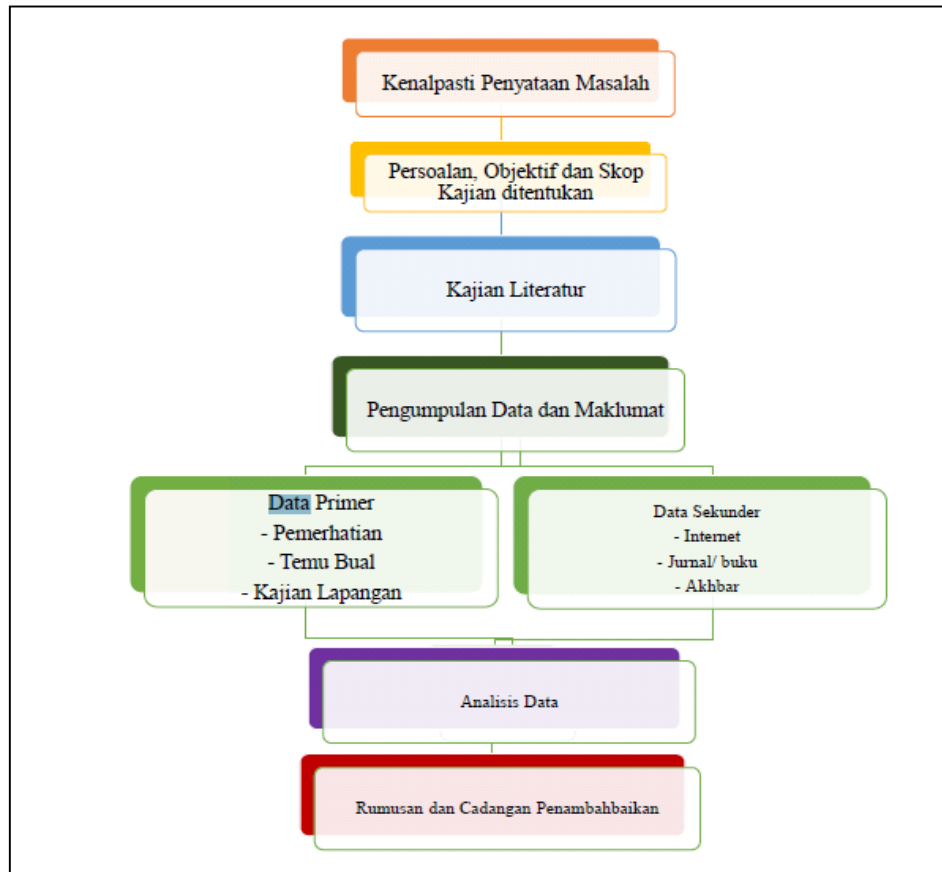 Kenalpasti Penyataan Masalah
Persoalan, Objektif dan Skop
Kajian ditentukan
Kajian Literatur
Pengumpulan Data dan Maklumat
Data Primer
- Pemerhatian
- Temu Bual
- Kajian Lapangan
Data Sekunder
- Internet
- Jurnal/ buku
- Akhbar
Analisis Data
Rumusan dan Cadangan Penambahbaikan